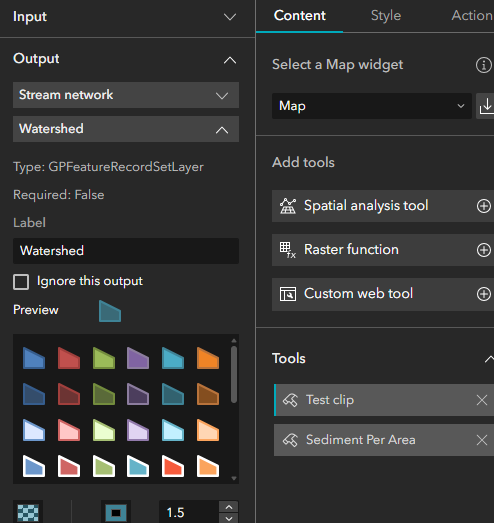 Input
Output
Stream network
Watershed
Type: GPFeatureRecordSetLayer
Required: False
Label
Watershed
Ignore this output
Preview
1.5
Content Style Action
Select a Map widget
Map
Add tools
Spatial analysis tool
Raster function
fx
Custom web tool
Tools
Test clip
Sediment Per Area